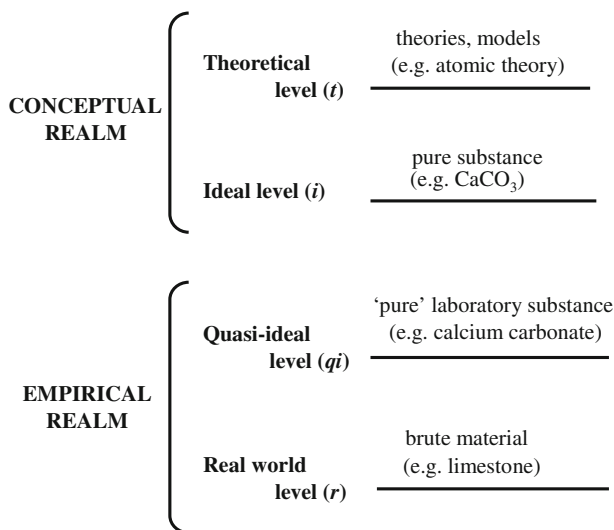 CONCEPTUAL
REALM
Theoretical
level (t)
theories, models
(e.g. atomic theory)
Ideal level (i)
pure substance
(e.g. CaCO₃)
EMPIRICAL
REALM
Quasi-ideal
level (qi)
‘pure’ laboratory substance
(e.g. calcium carbonate)
Real world
level (r)
brute material
(e.g. limestone)